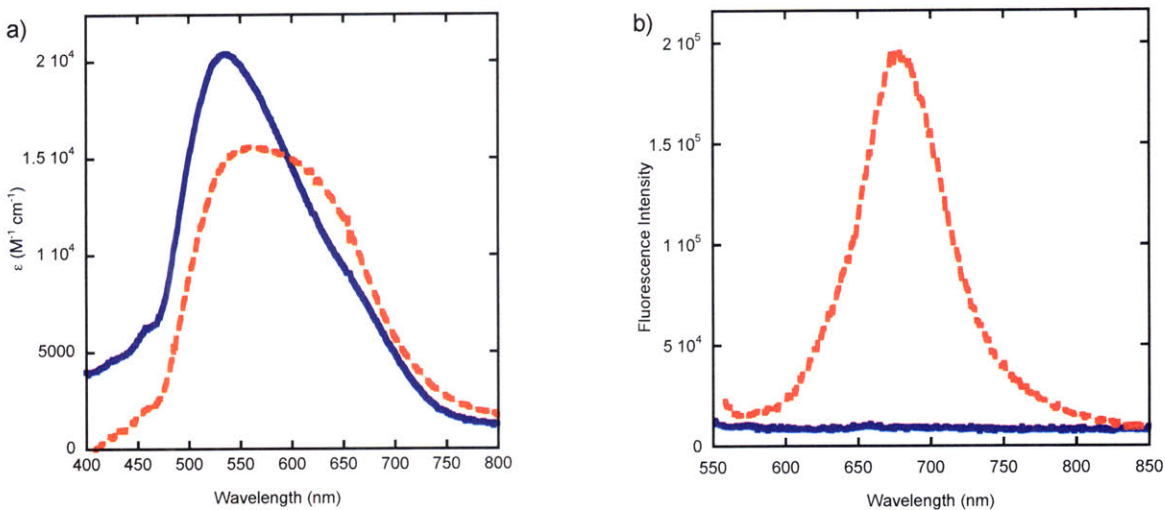 a)
2 10⁴
1.5 10⁴
1 10⁴
5000
0
ε (M⁻¹ cm⁻¹)
400 450 500 550 600 650 700 750 800
Wavelength (nm)
b)
2 10⁵
1.5 10⁵
1 10⁵
5 10⁴
0
Fluorescence Intensity
550 600 650 700 750 800 850
Wavelength (nm)